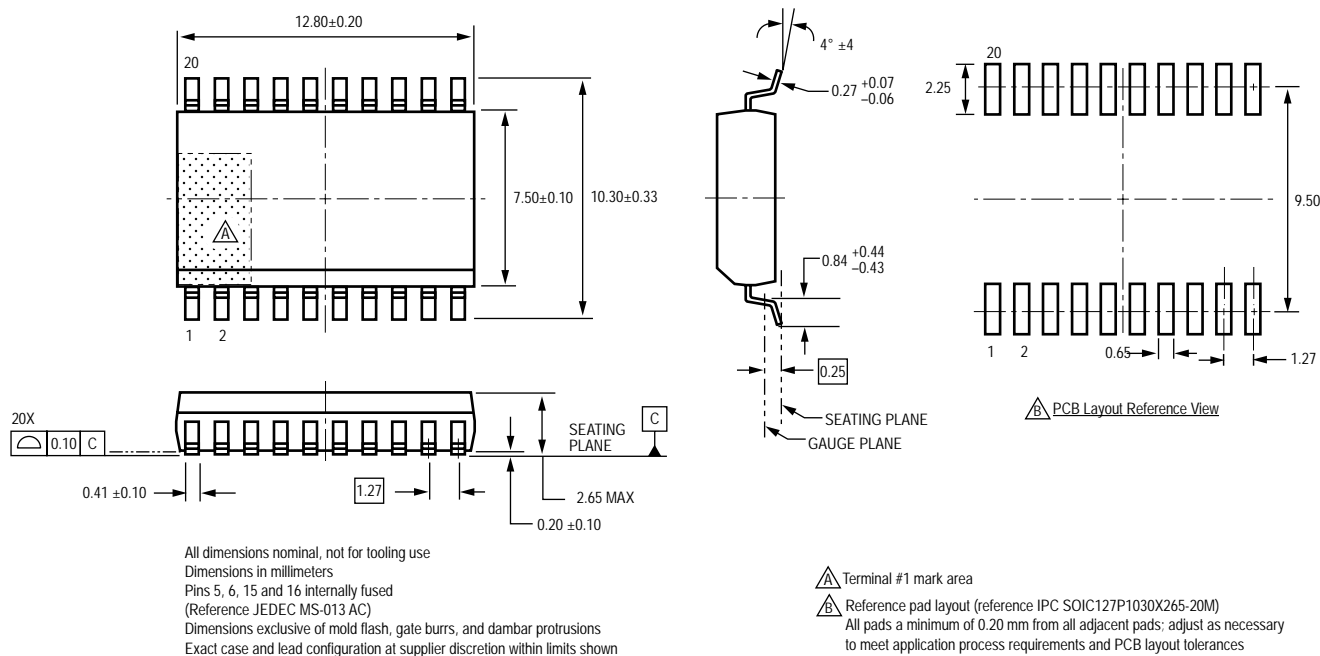 12.80±0.20
20
7.50±0.10
10.30±0.33
A
1 2
4° ±4
0.27 +0.07 –0.06
0.84 +0.44 –0.43
0.25
SEATING PLANE
GAUGE PLANE
20
2.25
9.50
1 2
0.65
1.27
B PCB Layout Reference View
20X
0.10 C
SEATING
PLANE
C
0.41 ±0.10
1.27
2.65 MAX
0.20 ±0.10
All dimensions nominal, not for tooling use
Dimensions in millimeters
Pins 5, 6, 15 and 16 internally fused
(Reference JEDEC MS-013 AC)
Dimensions exclusive of mold flash, gate burrs, and dambar protrusions
Exact case and lead configuration at supplier discretion within limits shown
A Terminal #1 mark area
B Reference pad layout (reference IPC SOIC127P1030X265-20M)
All pads a minimum of 0.20 mm from all adjacent pads; adjust as necessary
to meet application process requirements and PCB layout tolerances